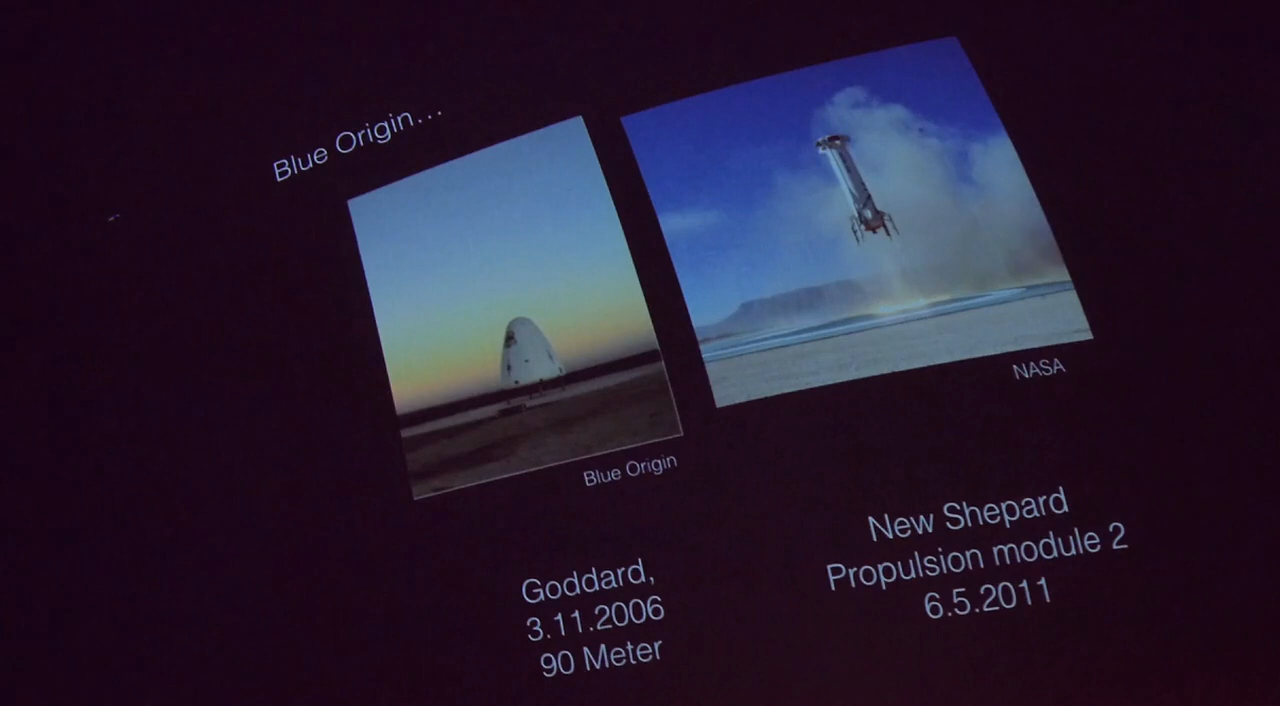 Blue Origin...
Blue Origin
NASA
Goddard,
3.11.2006
90 Meter
New Shepard
Propulsion module 2
6.5.2011